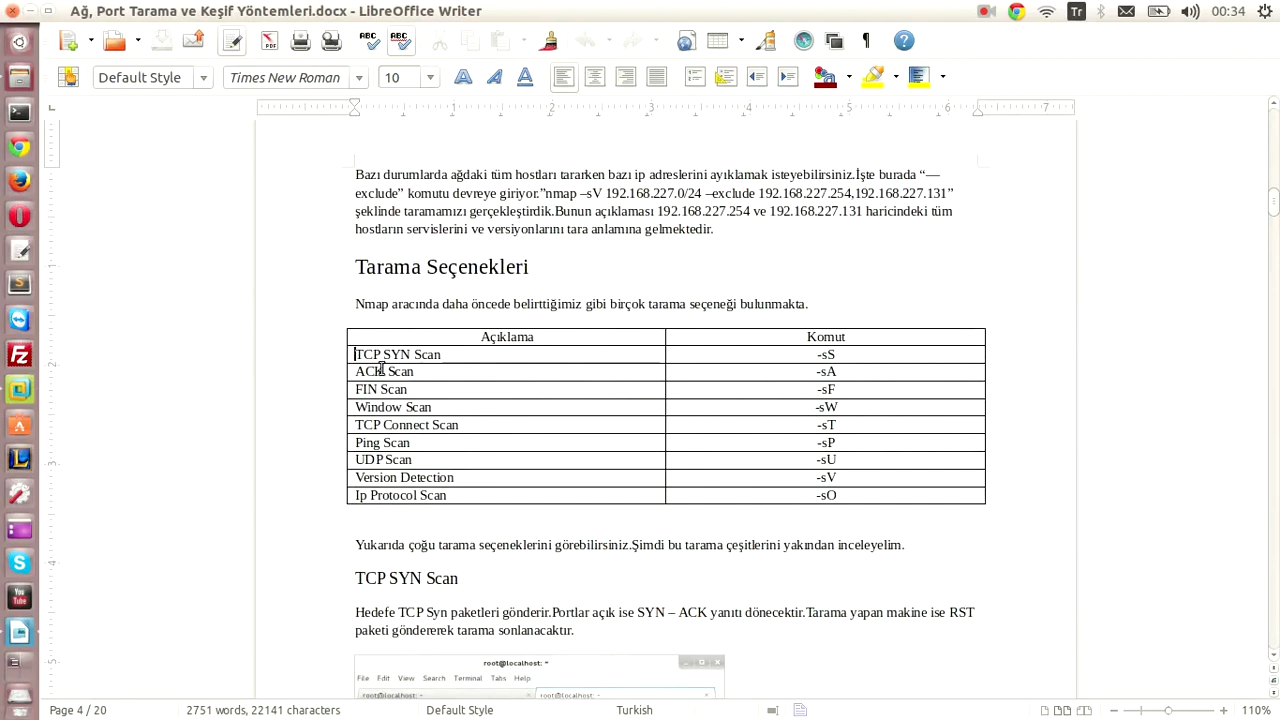 Ağ, Port Tarama ve Keşif Yöntemleri.docx - LibreOffice Writer
Tr
00:34
Default Style
Times New Roman
10
1 2 3 4 5 6 7
Bazı durumlarda ağdaki tüm hostları tararken bazı ip adreslerini ayıklamak isteyebilirsiniz.İşte burada “—
exclude” komutu devreye giriyor.”nmap –sV 192.168.227.0/24 –exclude 192.168.227.254,192.168.227.131”
şeklinde taramamızı gerçekleştirdik.Bunun açıklaması 192.168.227.254 ve 192.168.227.131 haricindeki tüm
hostların servislerini ve versiyonlarını tara anlamına gelmektedir.
Tarama Seçenekleri
Nmap aracında daha öncede belirttiğimiz gibi birçok tarama seçeneği bulunmakta.
Açıklama Komut
TCP SYN Scan -sS
ACK Scan -sA
FIN Scan -sF
Window Scan -sW
TCP Connect Scan -sT
Ping Scan -sP
UDP Scan -sU
Version Detection -sV
Ip Protocol Scan -sO
Yukarıda çoğu tarama seçeneklerini görebilirsiniz.Şimdi bu tarama çeşitlerini yakından inceleyelim.
TCP SYN Scan
Hedefe TCP Syn paketleri gönderir.Portlar açık ise SYN – ACK yanıtı dönecektir.Tarama yapan makine ise RST
paketi göndererek tarama sonlanacaktır.
root@localhost: ~
File Edit View Search Terminal Tabs Help
root@localhost: ~ root@localhost: ~
Page 4 / 20 2751 words, 22141 characters Default Style Turkish 110%